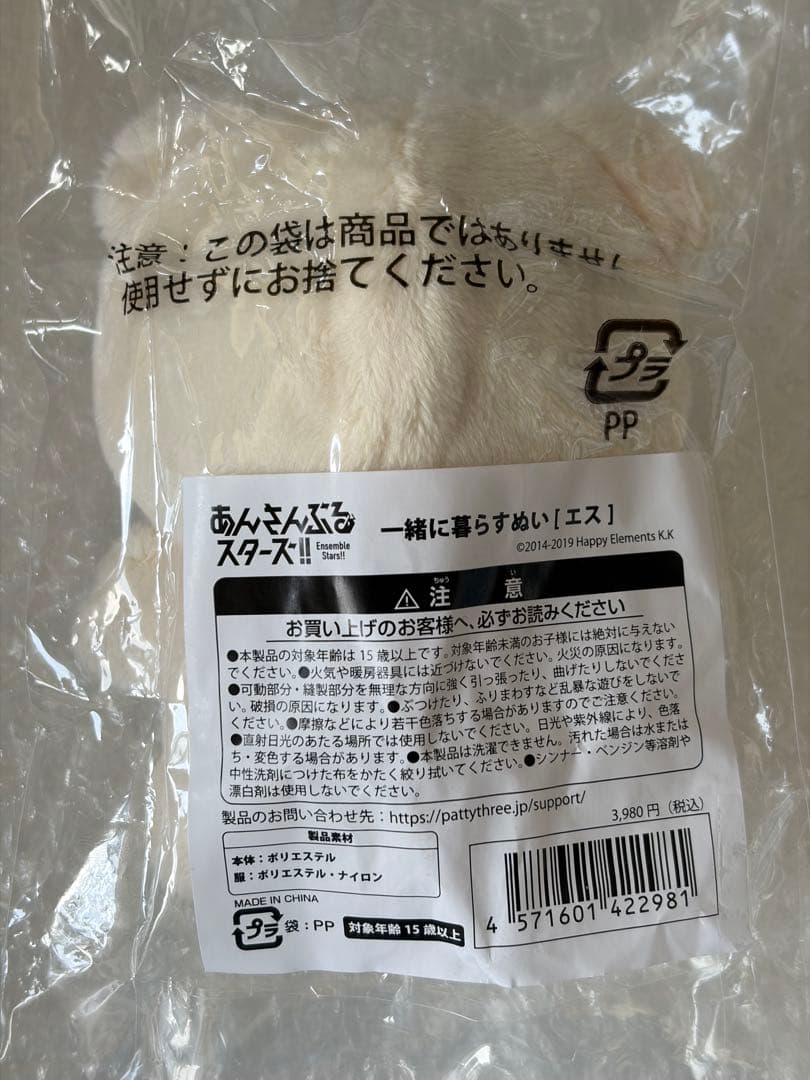 注意：この袋は商品ではありませ
使用せずにお捨てください。
プラ
PP
あんさんぶる
スターズ!!
Ensemble
Stars!!
一緒に暮らすぬい[エス]
©2014-2019 Happy Elements K.K
ちゅう い
注 意
お買い上げのお客様へ、必ずお読みください
●本製品の対象年齢は15歳以上です。対象年齢未満のお子様には絶対に与えない
でください。●火気や暖房器具には近づけないでください。火災の原因になります。
●可動部分・縫製部分を無理な方向に強く引っ張ったり、曲げたりしないでくださ
い。破損の原因になります。●ぶつけたり、ふりまわすなど乱暴な遊びをしないで
ください。●摩擦などにより若干色落ちする場合がありますのでご注意ください。
●直射日光のあたる場所では使用しないでください。日光や紫外線により、色落
ち・変色する場合があります。●本製品は洗濯できません。汚れた場合は水または
中性洗剤につけた布をかたく絞り拭いてください。●シンナー・ベンジン等溶剤や
漂白剤は使用しないでください。
製品のお問い合わせ先：https://pattythree.jp/support/
3,980円（税込）
製品素材
本体：ポリエステル
服：ポリエステル・ナイロン
MADE IN CHINA
プラ
袋：PP
対象年齢15歳以上
4 571601 422981